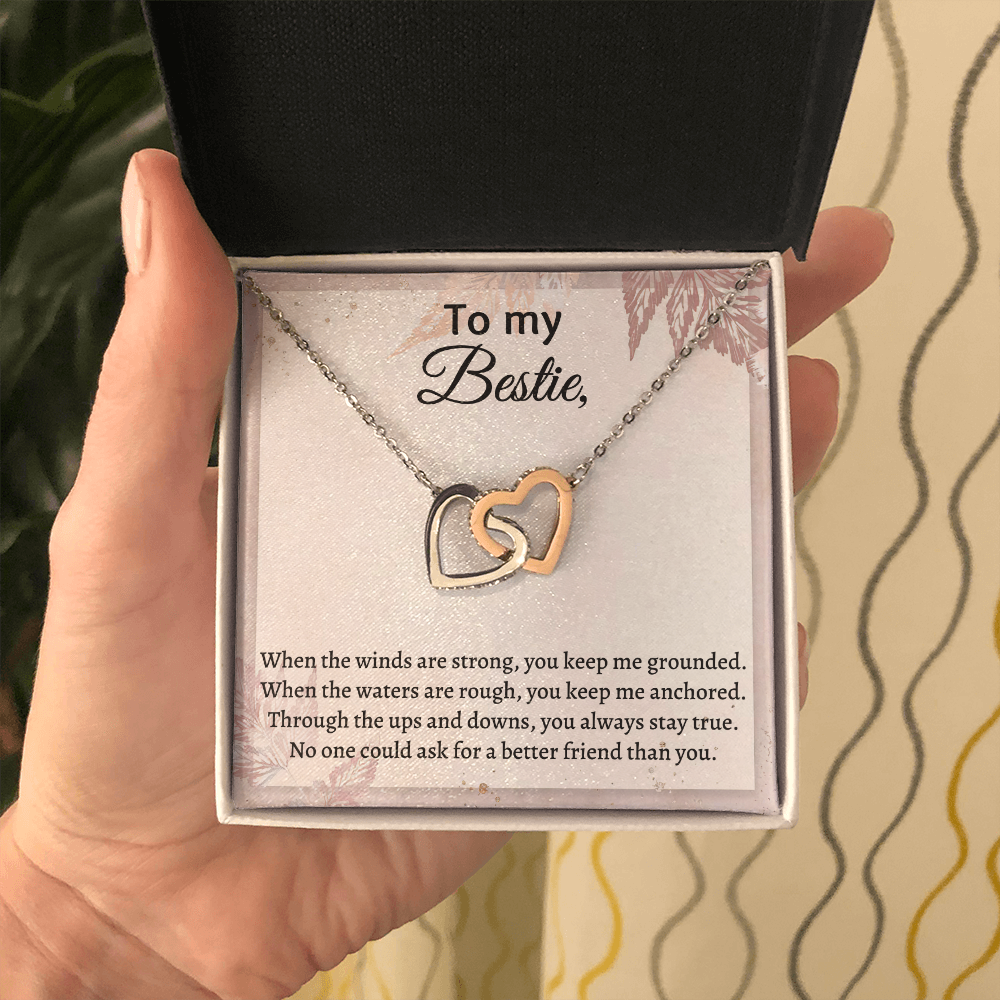 To my
Bestie,
When the winds are strong, you keep me grounded.
When the waters are rough, you keep me anchored.
Through the ups and downs, you always stay true.
No one could ask for a better friend than you.